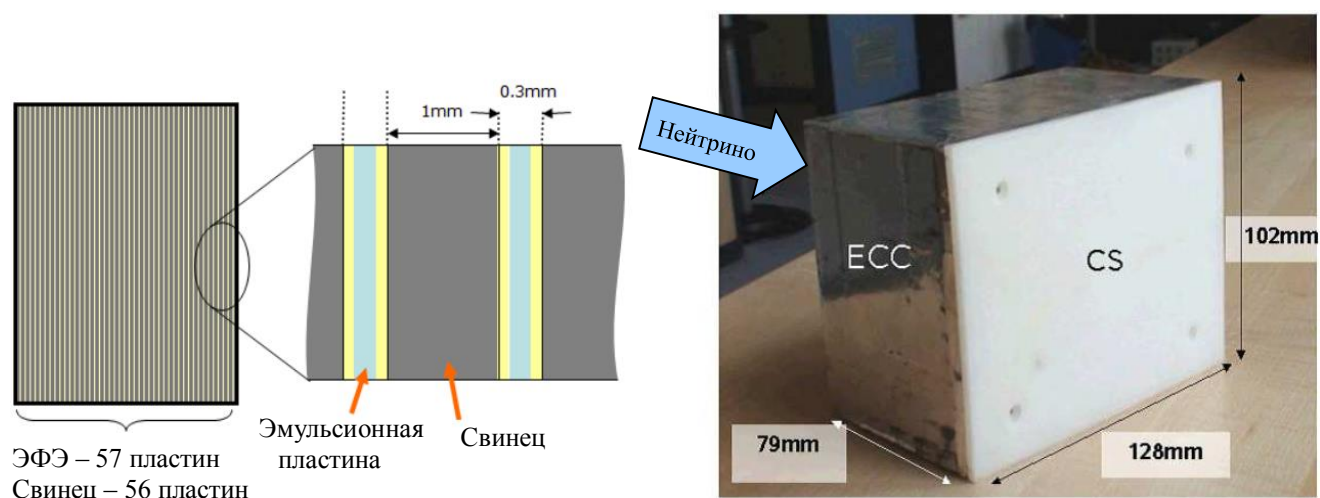 0.3mm
1mm
Эмульсионная
пластина
Свинец
ЭФЭ – 57 пластин
Свинец – 56 пластин
Нейтрино
ECC
CS
102mm
79mm
128mm